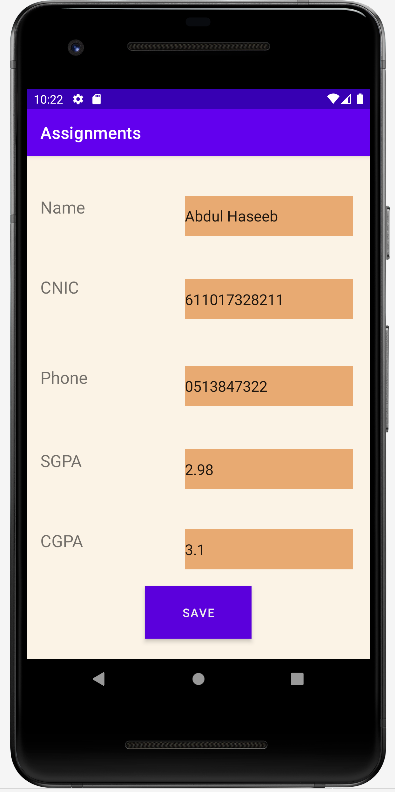 10:22
Assignments
Name
Abdul Haseeb
CNIC
611017328211
Phone
0513847322
SGPA
2.98
CGPA
3.1
SAVE